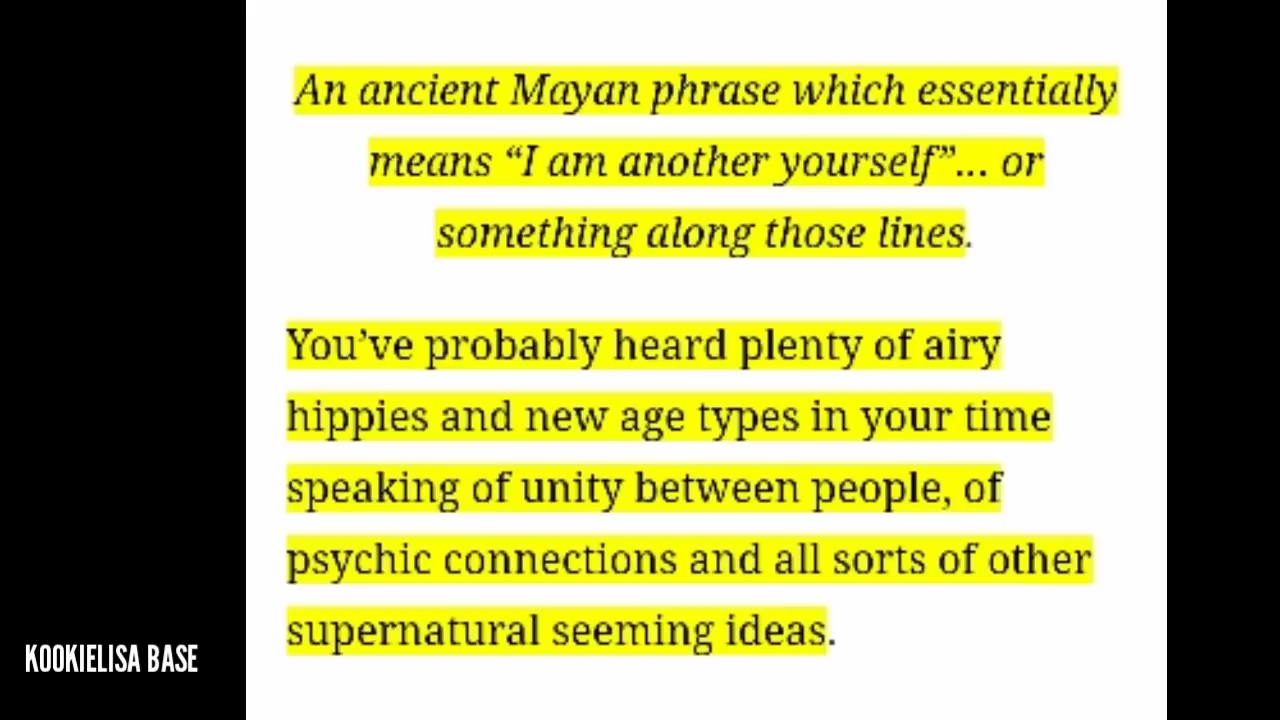 An ancient Mayan phrase which essentially
means “I am another yourself”... or
something along those lines.
You’ve probably heard plenty of airy
hippies and new age types in your time
speaking of unity between people, of
psychic connections and all sorts of other
supernatural seeming ideas.
KOOKIELISA BASE